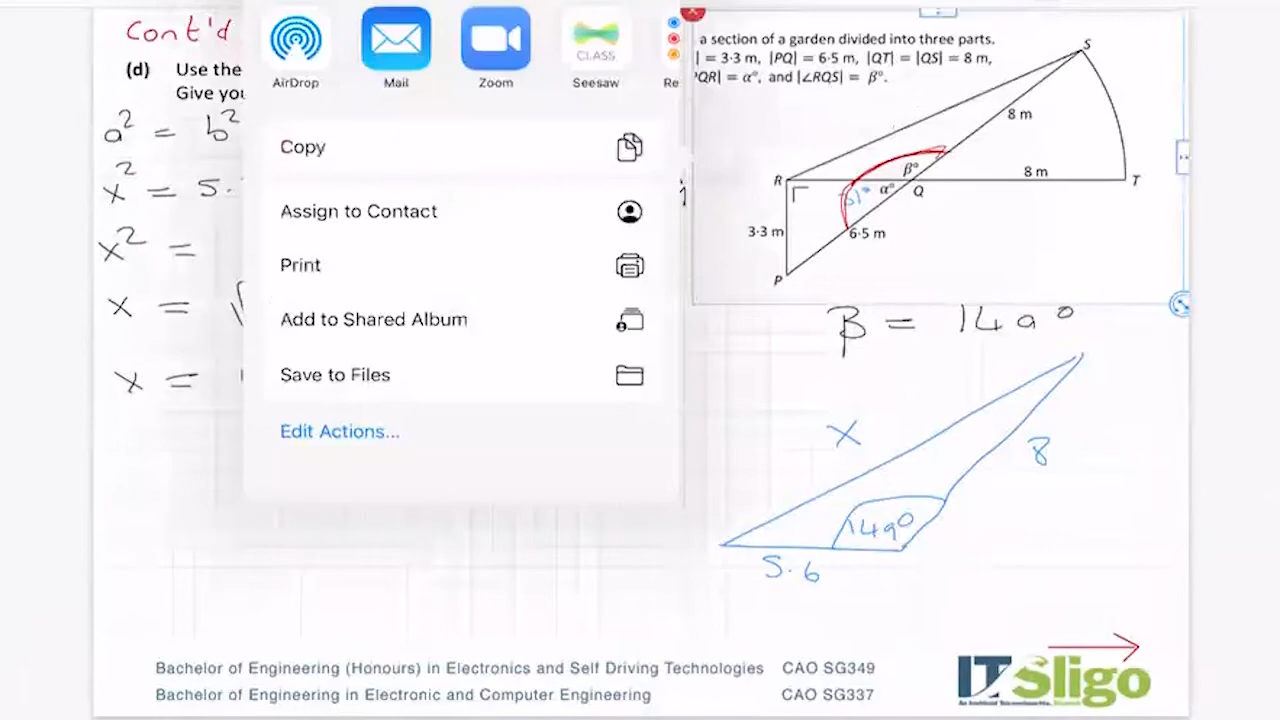 Cont'd
(d) Use the
Give you
a² = b²
x² = 5.
x² =
x = √
x =
AirDrop
Mail
Zoom
CLASS
Seesaw
Re
Copy
Assign to Contact
Print
Add to Shared Album
Save to Files
Edit Actions...
a section of a garden divided into three parts.
| = 3·3 m, |PQ| = 6·5 m, |QT| = |QS| = 8 m,
QR| = α°, and |∠RQS| = β°.
S
8 m
β°
R
8 m
T
31°
α°
Q
3·3 m
6·5 m
P
β = 149°
x
8
149°
5.6
Bachelor of Engineering (Honours) in Electronics and Self Driving Technologies CAO SG349
Bachelor of Engineering in Electronic and Computer Engineering CAO SG337
IT Sligo